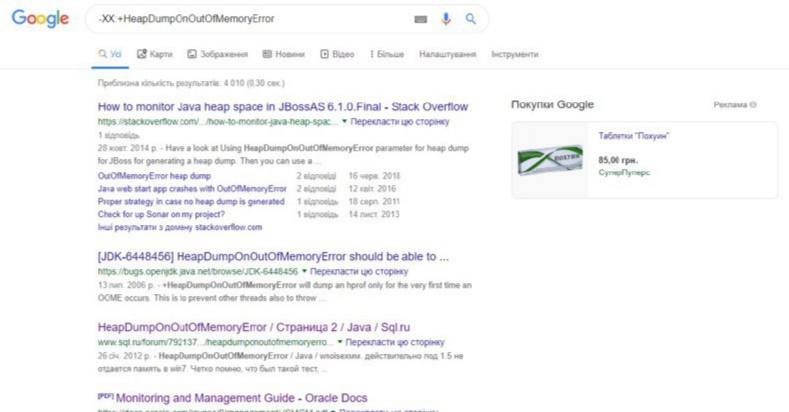 Google
-XX:+HeapDumpOnOutOfMemoryError
Усі Карти Зображення Новини Відео Більше Налаштування Інструменти
Приблизна кількість результатів: 4 010 (0,30 сек.)
How to monitor Java heap space in JBossAS 6.1.0.Final - Stack Overflow
https://stackoverflow.com/.../how-to-monitor-java-heap-spac... Перекласти цю сторінку
1 відповідь
28 жовт. 2014 р. - Have a look at Using HeapDumpOnOutOfMemoryError parameter for heap dump
for JBoss for generating a heap dump. Then you can use a ...
OutOfMemoryError heap dump 2 відповіді 16 черв. 2018
Java web start app crashes with OutOfMemoryError 2 відповіді 12 квіт. 2016
Proper strategy in case no heap dump is generated 1 відповідь 18 серп. 2011
Check for up Sonar on my project? 1 відповідь 14 лист. 2013
Інші результати з домену stackoverflow.com
[JDK-6448456] HeapDumpOnOutOfMemoryError should be able to ...
https://bugs.openjdk.java.net/browse/JDK-6448456 Перекласти цю сторінку
13 лип. 2006 р. - +HeapDumpOnOutOfMemoryError will dump an hprof only for the very first time an
OOME occurs. This is to prevent other threads also to throw ...
HeapDumpOnOutOfMemoryError / Страница 2 / Java / Sql.ru
www.sql.ru/forum/792137.../heapdumponoutofmemoryerro... Перекласти цю сторінку
26 січ. 2012 р. - HeapDumpOnOutOfMemoryError / Java / whoisexmm. действительно под 1.5 не
отдается память в win7. Четко помню, что был такой тест, ...
[PDF] Monitoring and Management Guide - Oracle Docs
Покупки Google
Реклама
ПОХУИН
Таблетки "Похуин"
85,00 грн.
СуперПуперс